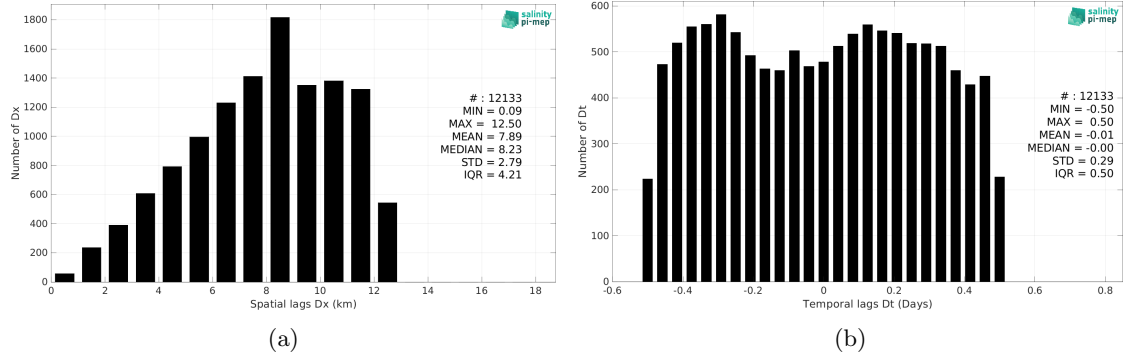 1800
1600
1400
1200
1000
800
600
400
200
0
Number of Dx
0 2 4 6 8 10 12 14 16 18
Spatial lags Dx (km)
salinity
pi-mep
# : 12133
MIN = 0.09
MAX = 12.50
MEAN = 7.89
MEDIAN = 8.23
STD = 2.79
IQR = 4.21
(a)
600
500
400
300
200
100
0
Number of Dt
-0.6 -0.4 -0.2 0 0.2 0.4 0.6 0.8
Temporal lags Dt (Days)
salinity
pi-mep
# : 12133
MIN = -0.50
MAX = 0.50
MEAN = -0.01
MEDIAN = -0.00
STD = 0.29
IQR = 0.50
(b)